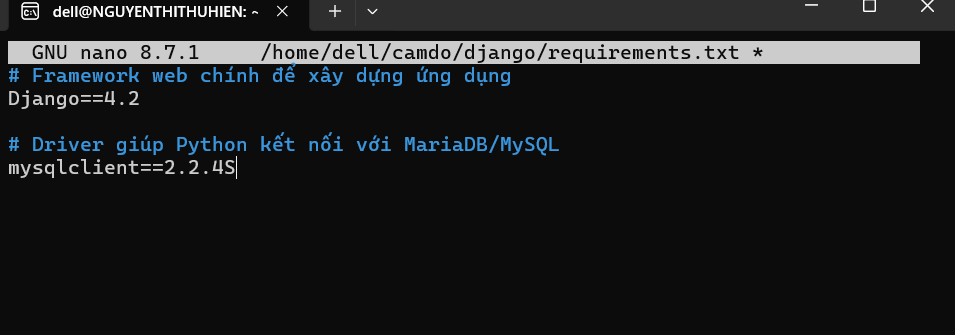 dell@NGUYENTHITHUHIEN: ~
GNU nano 8.7.1 /home/dell/camdo/django/requirements.txt *
# Framework web chính để xây dựng ứng dụng
Django==4.2
# Driver giúp Python kết nối với MariaDB/MySQL
mysqlclient==2.2.4S